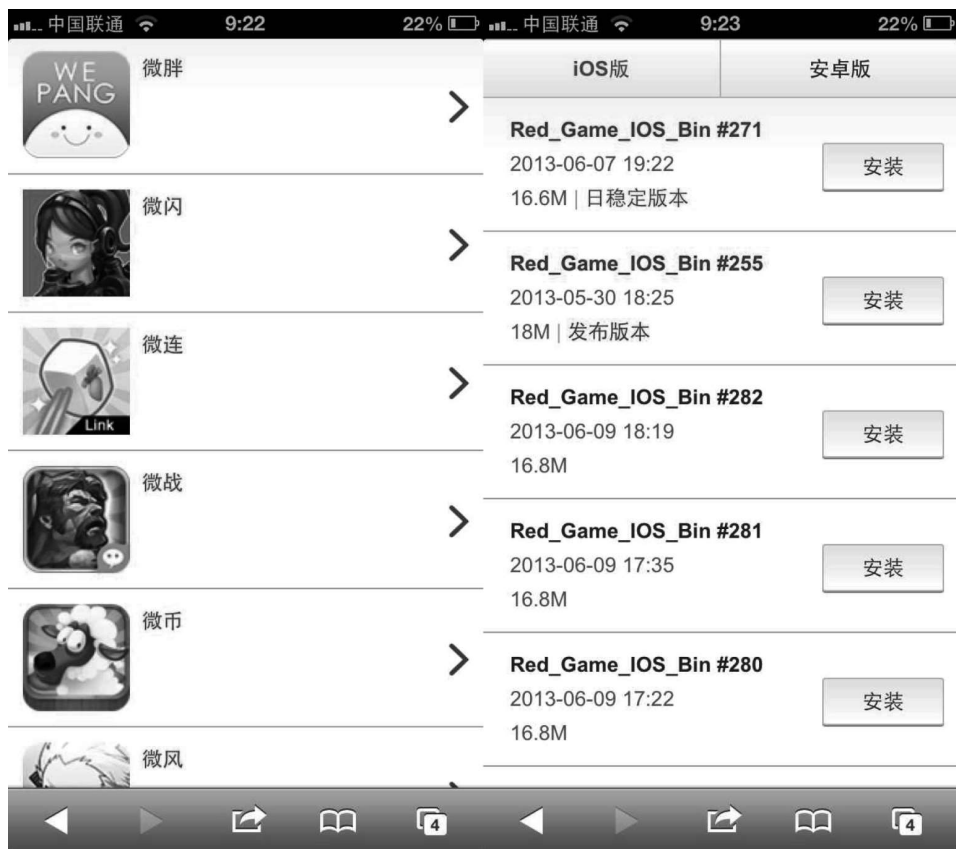 中国联通 9:22 22%
WE
PANG
微胖
微闪
微连
Link
微战
微币
微风
4
中国联通 9:23 22%
iOS版 安卓版
Red_Game_IOS_Bin #271
2013-06-07 19:22
16.6M | 日稳定版本
安装
Red_Game_IOS_Bin #255
2013-05-30 18:25
18M | 发布版本
安装
Red_Game_IOS_Bin #282
2013-06-09 18:19
16.8M
安装
Red_Game_IOS_Bin #281
2013-06-09 17:35
16.8M
安装
Red_Game_IOS_Bin #280
2013-06-09 17:22
16.8M
安装
4